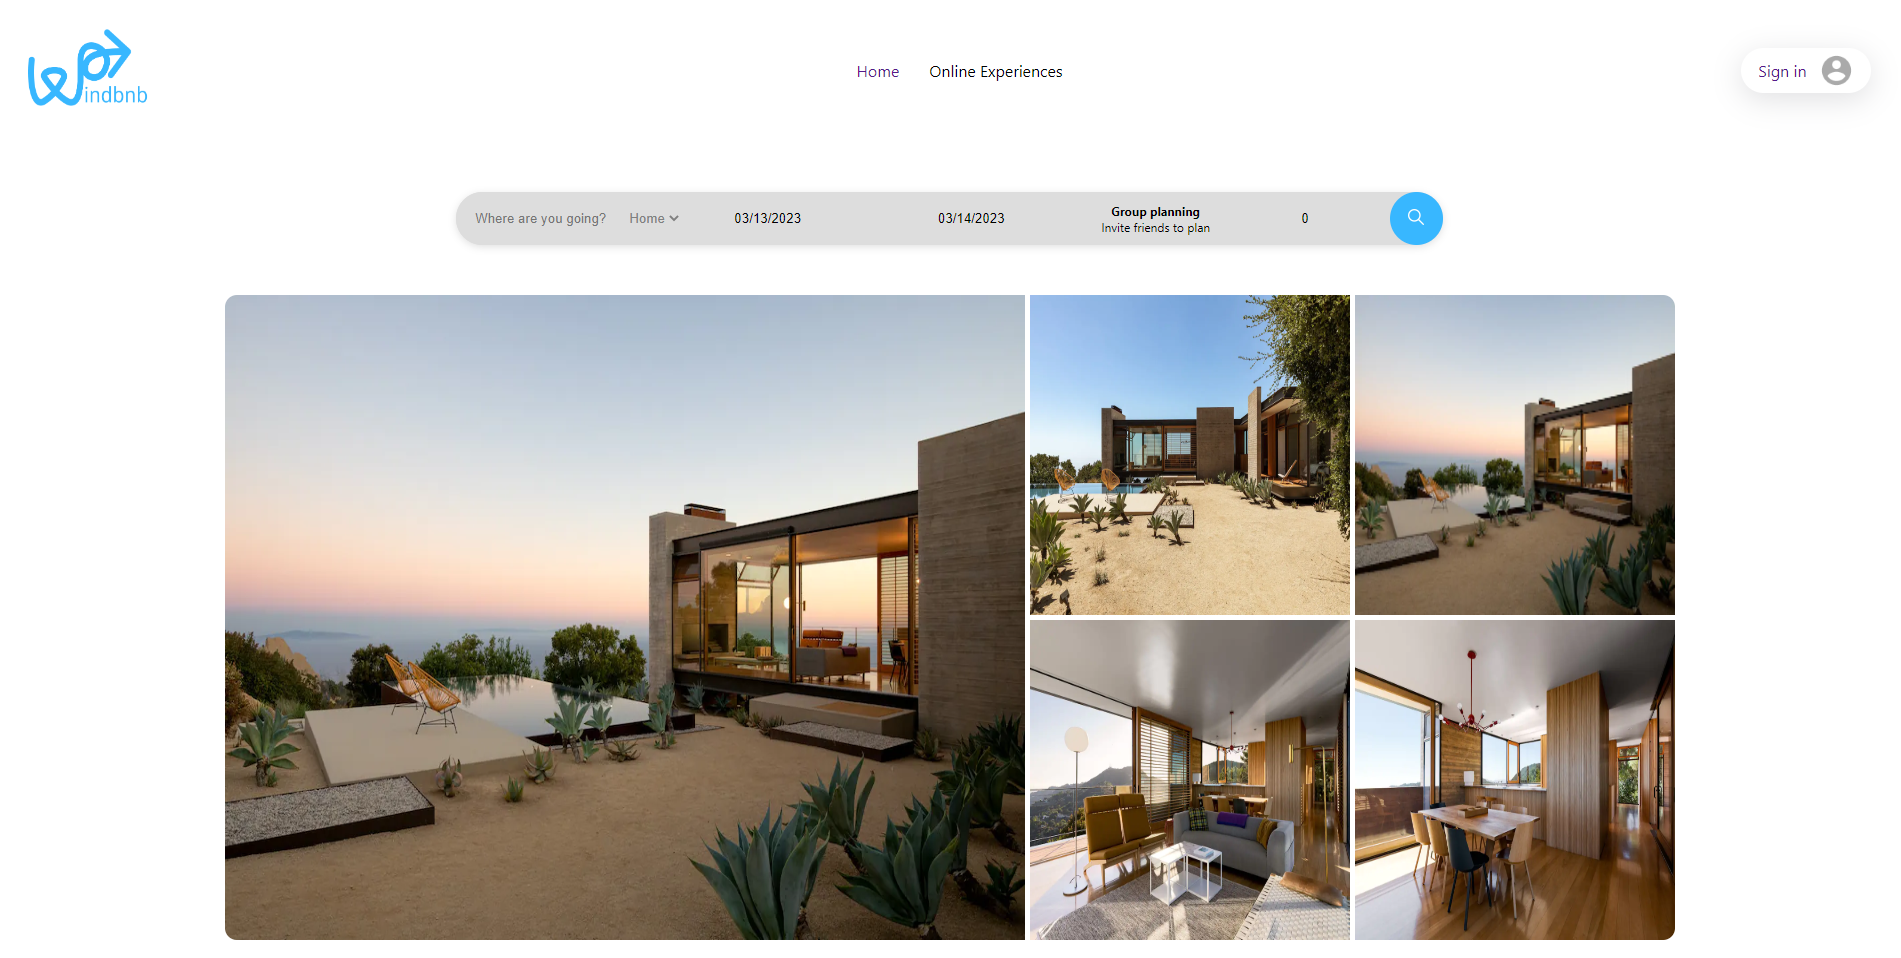 windbnb
Home
Online Experiences
Sign in
Where are you going?
Home
03/13/2023
03/14/2023
Group planning
Invite friends to plan
0